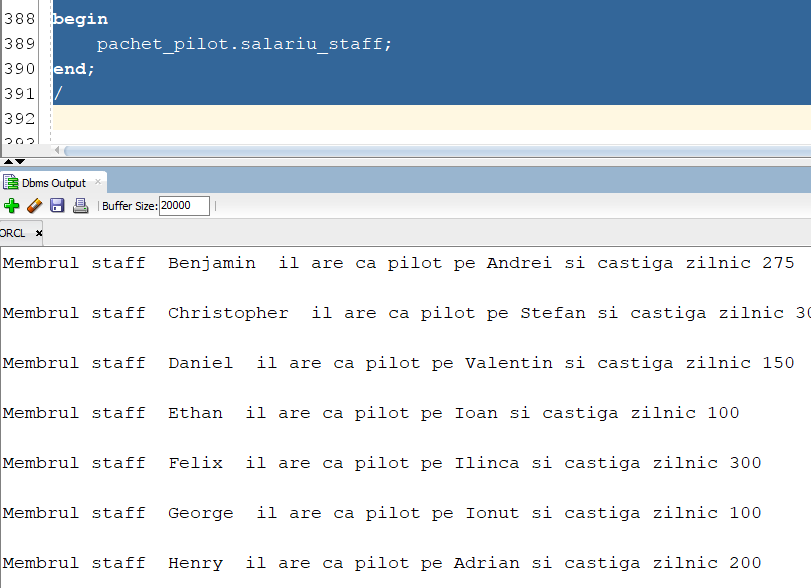 388 begin
389 pachet_pilot.salariu_staff;
390 end;
391 /
392
Dbms Output ×
Buffer Size: 20000
ORCL ×
Membrul staff  Benjamin  il are ca pilot pe Andrei si castiga zilnic 275
Membrul staff  Christopher  il are ca pilot pe Stefan si castiga zilnic
Membrul staff  Daniel  il are ca pilot pe Valentin si castiga zilnic 150
Membrul staff  Ethan  il are ca pilot pe Ioan si castiga zilnic 100
Membrul staff  Felix  il are ca pilot pe Ilinca si castiga zilnic 300
Membrul staff  George  il are ca pilot pe Ionut si castiga zilnic 100
Membrul staff  Henry  il are ca pilot pe Adrian si castiga zilnic 200